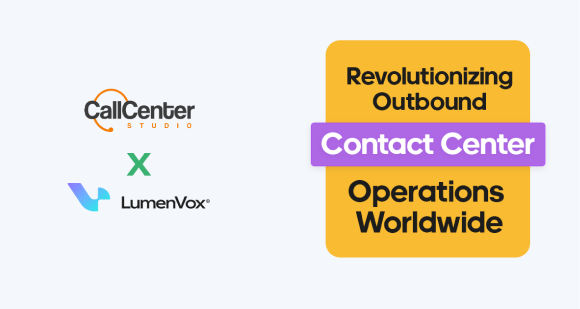 CallCenter
STUDIO
X
LumenVox®
Revolutionizing
Outbound
Contact Center
Operations
Worldwide